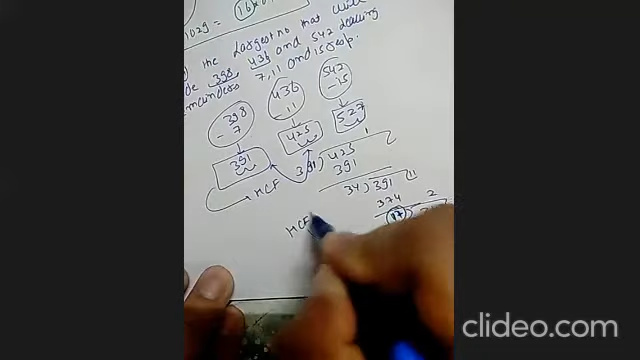 1029 =
the Largest no that will
de 398, 436 and 542 leaving
remainders 7, 11 and 15 resp.
398
- 7
391
436
- 11
425
542
- 15
527
HCF
391 ) 425
1
391
34 ) 391
11
374
17
2
HCF
clideo.com